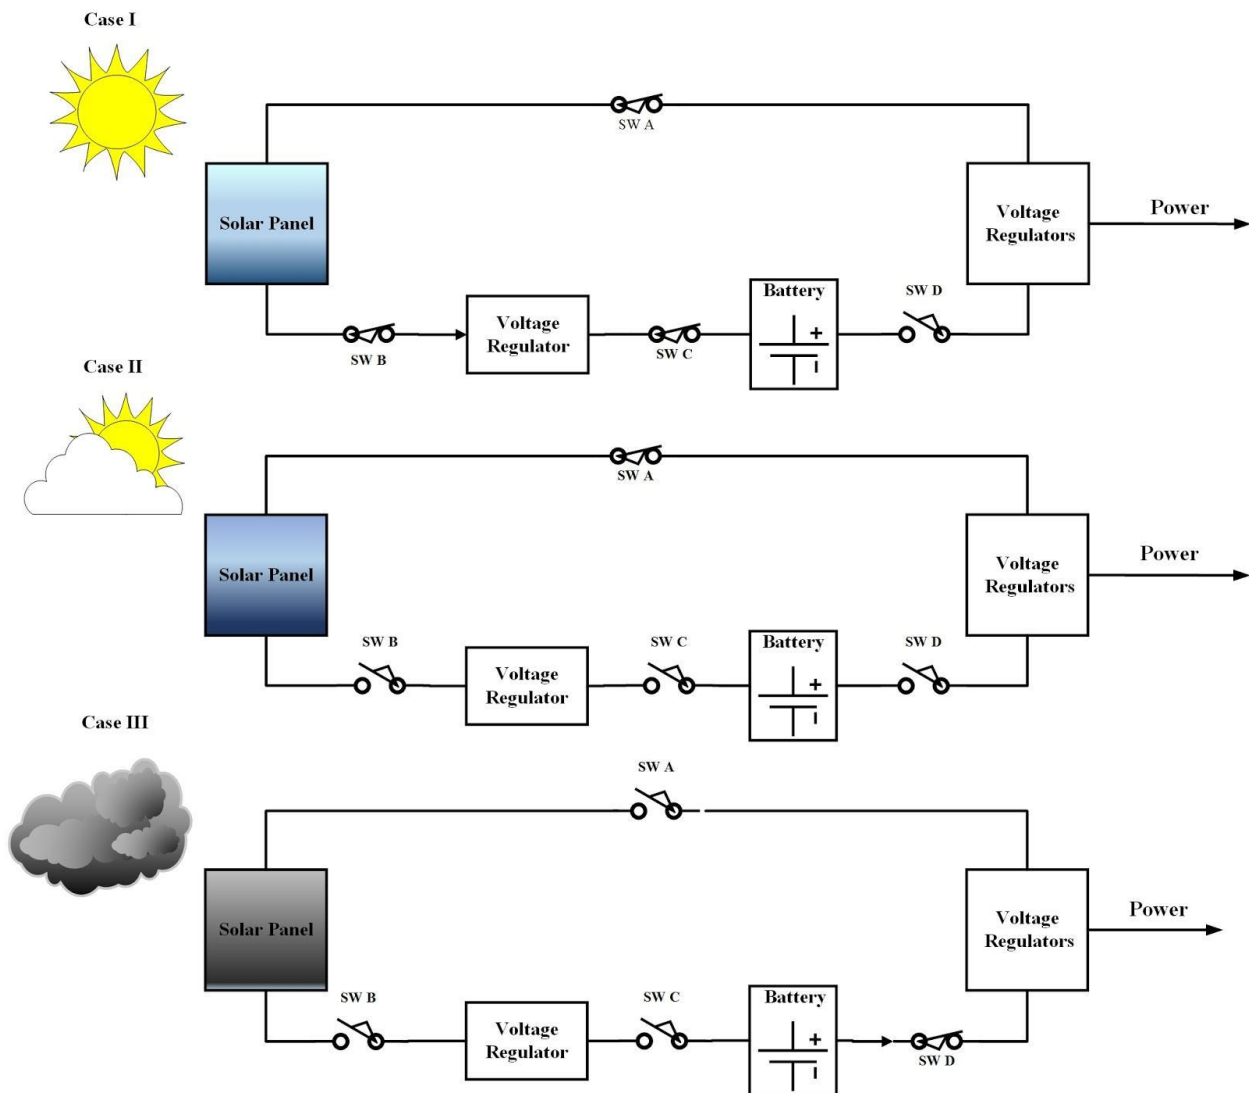 Case I
SW A
Solar Panel
Voltage
Regulators
Power
Battery
SW D
Voltage
Regulator
SW B
SW C
+
Case II
SW A
Solar Panel
Voltage
Regulators
Power
SW B
SW C
Battery
SW D
Voltage
Regulator
+
Case III
SW A
Solar Panel
Voltage
Regulators
Power
SW B
SW C
Battery
Voltage
Regulator
+
SW D